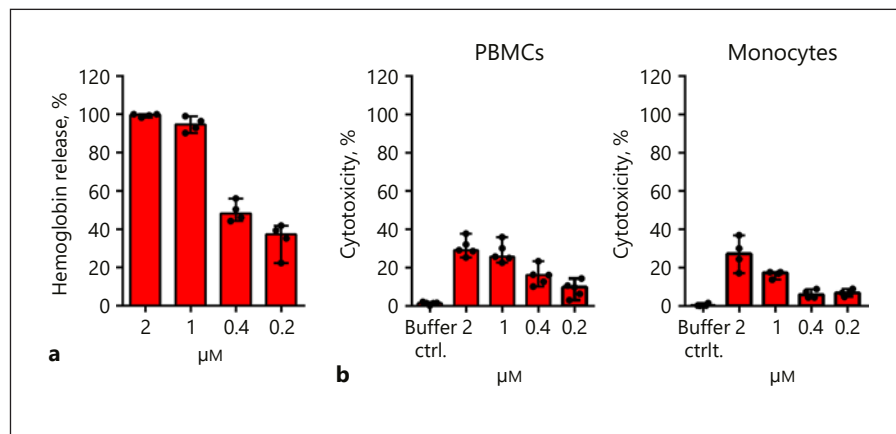 Hemoglobin release, %
120
100
80
60
40
20
0
2 1 0.4 0.2
µM
a
PBMCs
Cytotoxicity, %
120
100
80
60
40
20
0
Buffer 2 1 0.4 0.2
ctrl.
µM
b
Monocytes
Cytotoxicity, %
120
100
80
60
40
20
0
Buffer 2 1 0.4 0.2
ctrlt.
µM